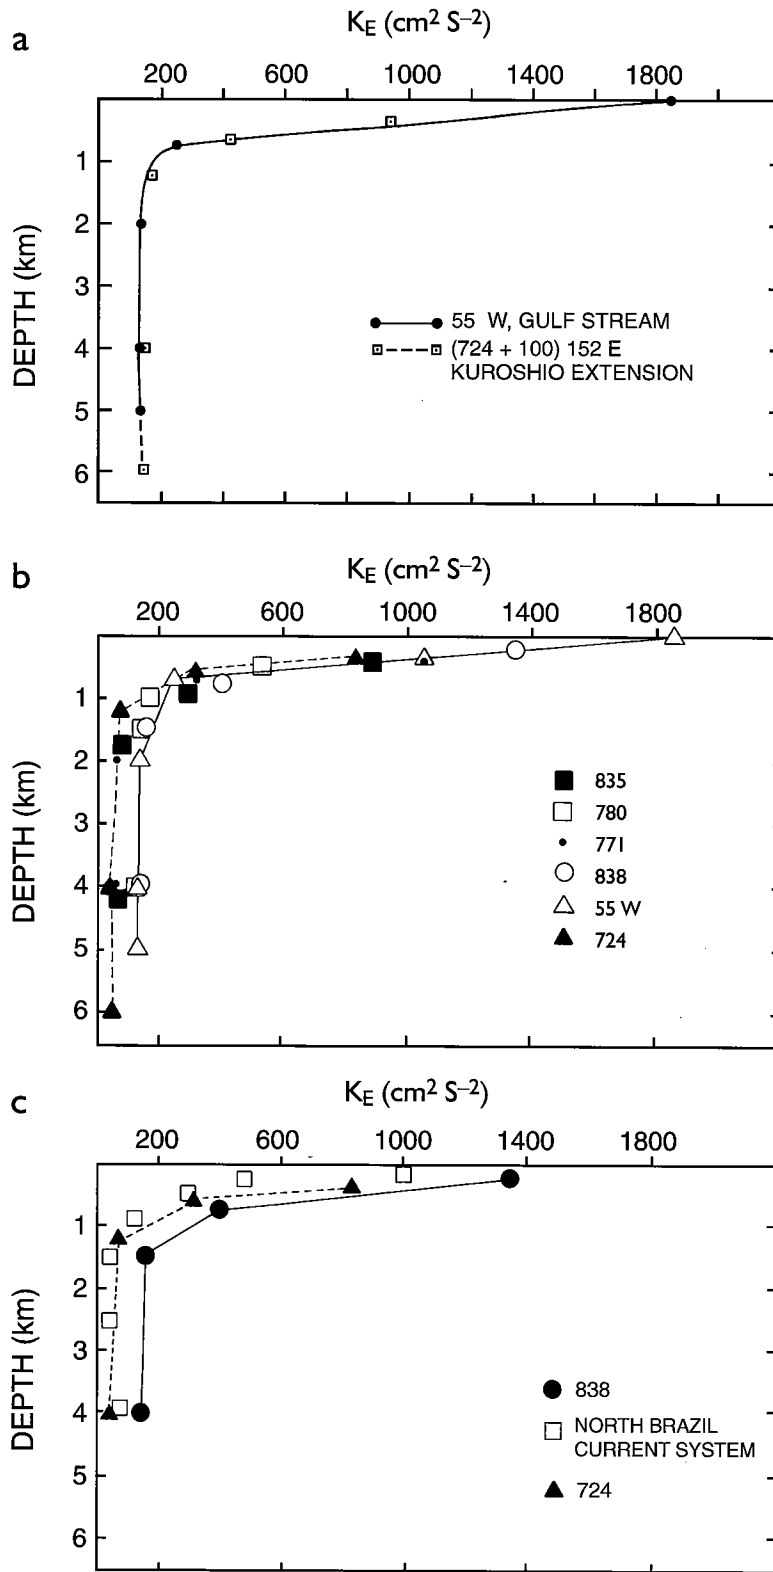 a
K_E (cm² S⁻²)
200 600 1000 1400 1800
DEPTH (km)
1
2
3
4
5
6
55 W, GULF STREAM
(724 + 100) 152 E
KUROSHIO EXTENSION
b
K_E (cm² S⁻²)
200 600 1000 1400 1800
DEPTH (km)
1
2
3
4
5
6
835
780
771
838
55 W
724
c
K_E (cm² S⁻²)
200 600 1000 1400 1800
DEPTH (km)
1
2
3
4
5
6
838
NORTH BRAZIL
CURRENT SYSTEM
724